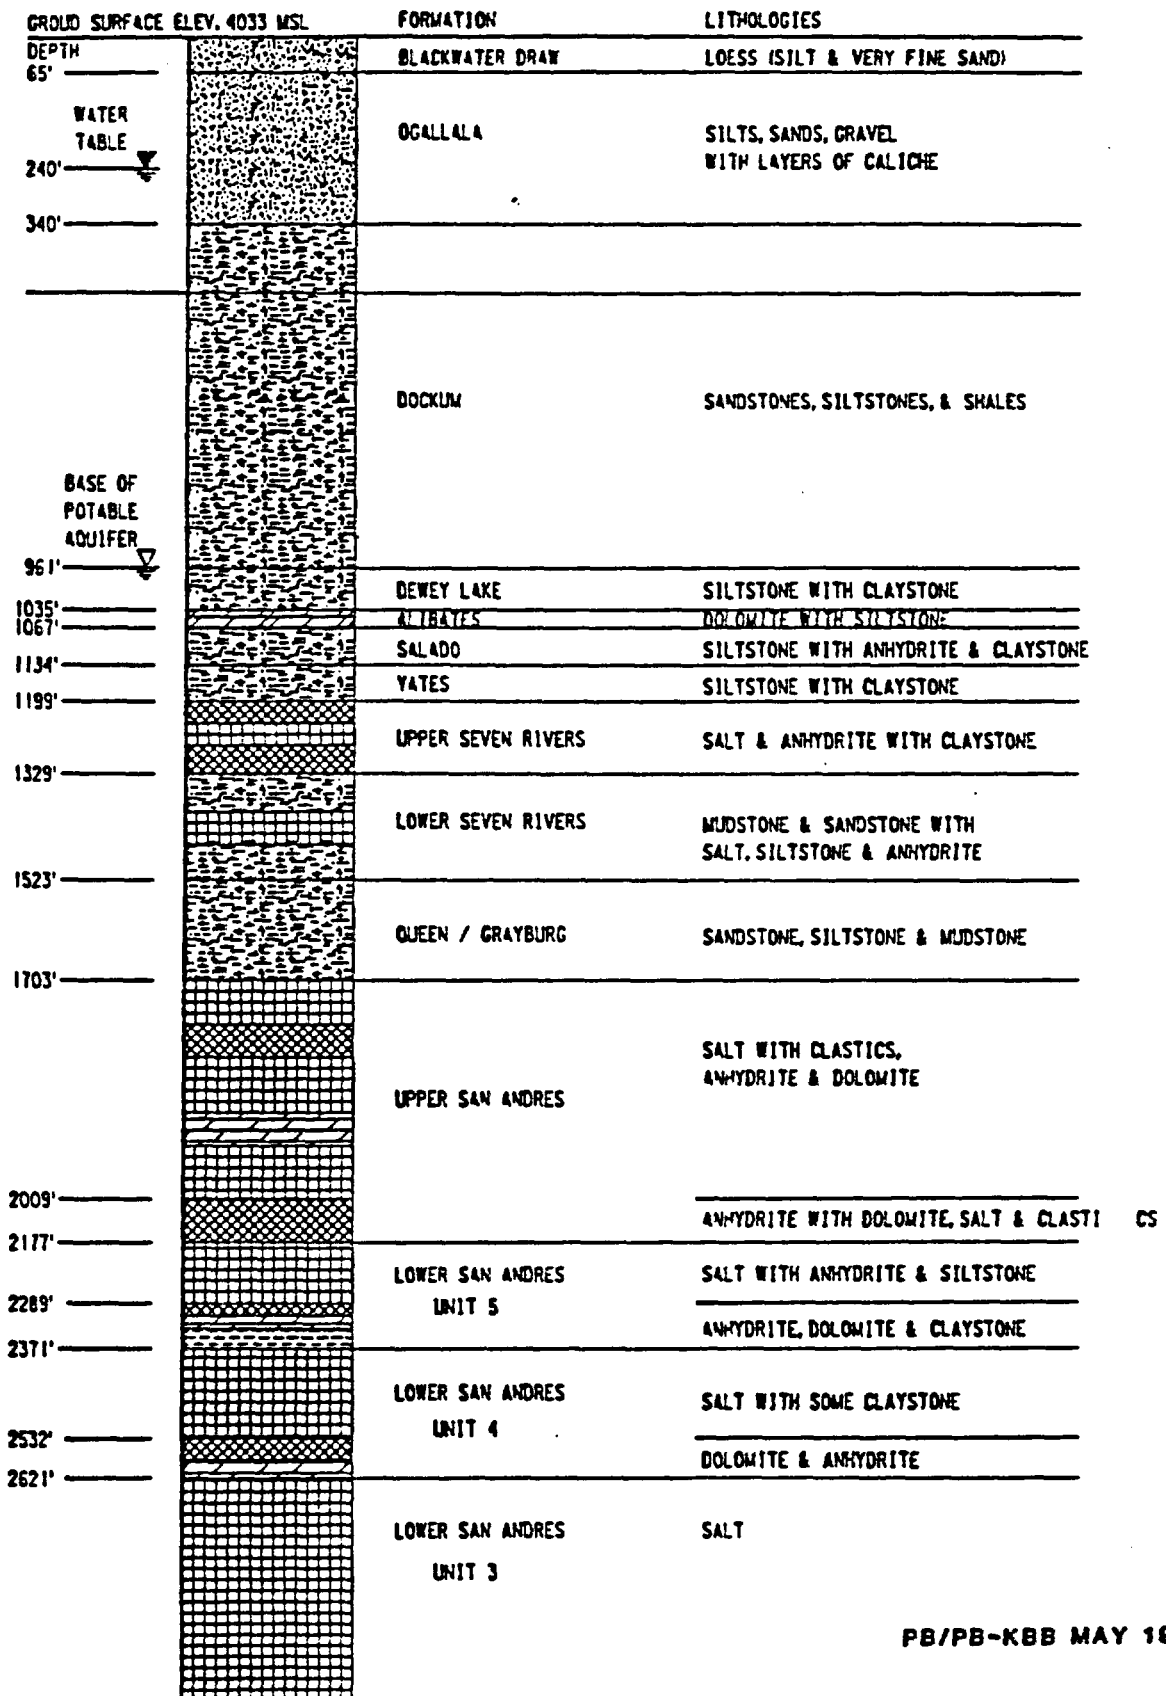 GROUD SURFACE ELEV. 4033 MSL FORMATION LITHOLOGIES
DEPTH
BLACKWATER DRAW LOESS (SILT & VERY FINE SAND)
65'
WATER
TABLE
OGALLALA SILTS, SANDS, GRAVEL
WITH LAYERS OF CALICHE
240'
340'
DOCKUM SANDSTONES, SILTSTONES, & SHALES
BASE OF
POTABLE
AQUIFER
961'
DEWEY LAKE SILTSTONE WITH CLAYSTONE
1035'
ALIBATES DOLOMITE WITH SILTSTONE
1067'
SALADO SILTSTONE WITH ANHYDRITE & CLAYSTONE
1134'
YATES SILTSTONE WITH CLAYSTONE
1199'
UPPER SEVEN RIVERS SALT & ANHYDRITE WITH CLAYSTONE
1329'
LOWER SEVEN RIVERS MUDSTONE & SANDSTONE WITH
SALT, SILTSTONE & ANHYDRITE
1523'
QUEEN / GRAYBURG SANDSTONE, SILTSTONE & MUDSTONE
1703'
SALT WITH CLASTICS,
ANHYDRITE & DOLOMITE
UPPER SAN ANDRES
2009'
ANHYDRITE WITH DOLOMITE, SALT & CLASTI CS
2177'
LOWER SAN ANDRES SALT WITH ANHYDRITE & SILTSTONE
UNIT 5
2289'
ANHYDRITE, DOLOMITE & CLAYSTONE
2371'
LOWER SAN ANDRES SALT WITH SOME CLAYSTONE
UNIT 4
2532'
DOLOMITE & ANHYDRITE
2621'
LOWER SAN ANDRES SALT
UNIT 3
PB/PB-KBB MAY